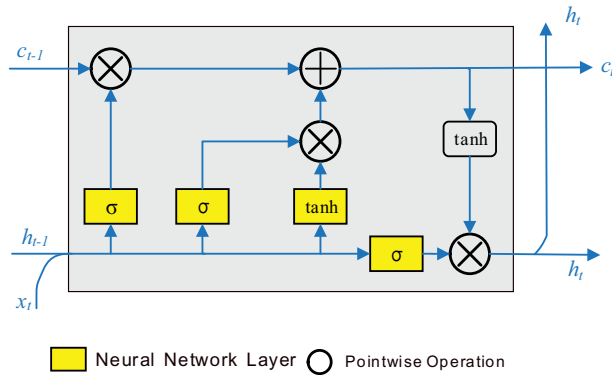 h_t
c_{t-1}
c_t
tanh
σ
σ
tanh
h_{t-1}
σ
h_t
x_t
Neural Network Layer
Pointwise Operation